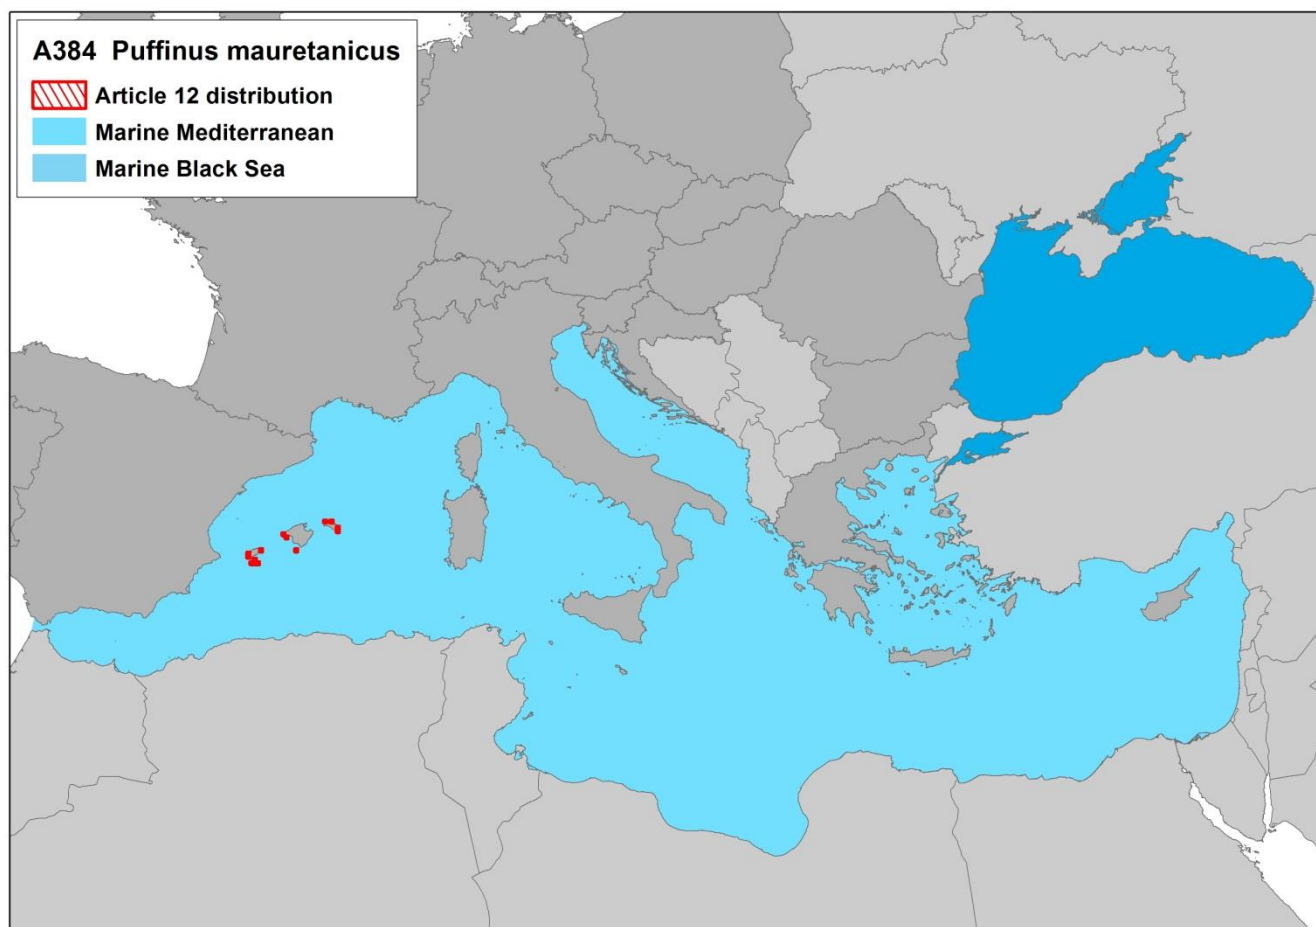 A384 Puffinus mauretanicus
Article 12 distribution
Marine Mediterranean
Marine Black Sea